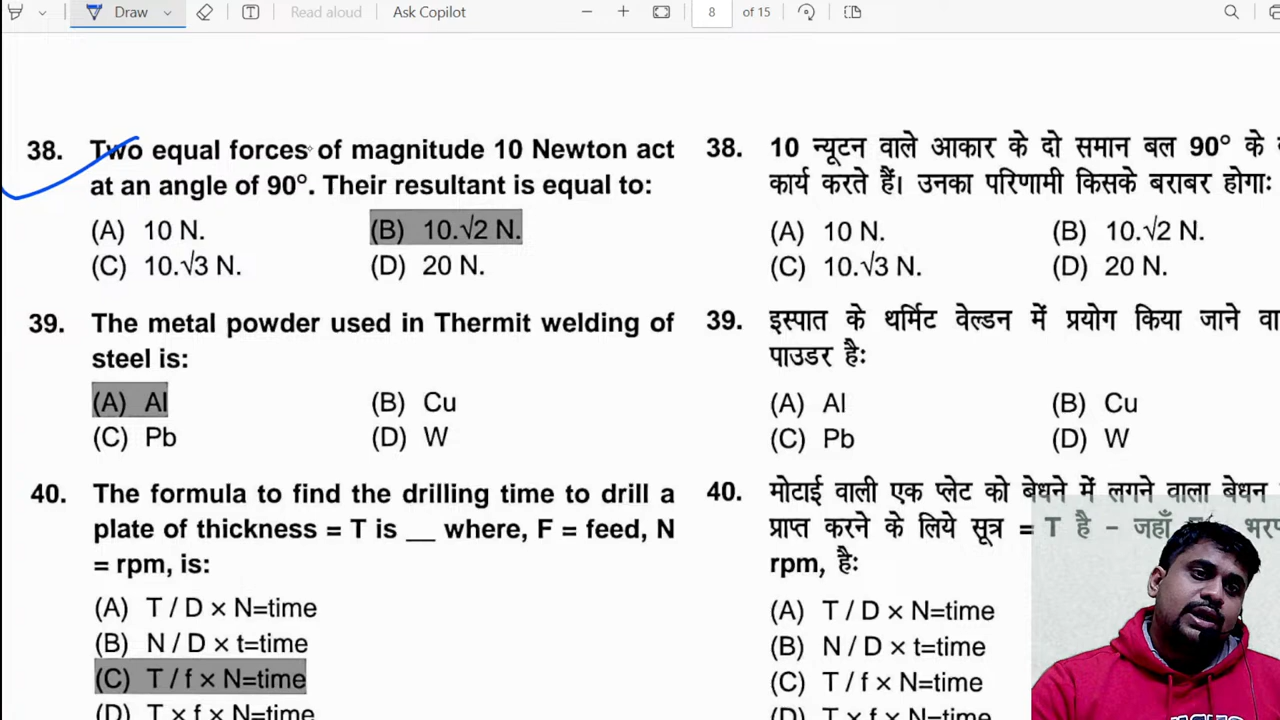 Draw
Read aloud
Ask Copilot
8
of 15
38. Two equal forces of magnitude 10 Newton act
at an angle of 90°. Their resultant is equal to:
(A) 10 N. (B) 10.√2 N.
(C) 10.√3 N. (D) 20 N.
39. The metal powder used in Thermit welding of
steel is:
(A) Al (B) Cu
(C) Pb (D) W
40. The formula to find the drilling time to drill a
plate of thickness = T is __ where, F = feed, N
= rpm, is:
(A) T / D × N=time
(B) N / D × t=time
(C) T / f × N=time
(D) T × f × N=time
38. 10 न्यूटन वाले आकार के दो समान बल 90° के
कार्य करते हैं। उनका परिणामी किसके बराबर होगाः
(A) 10 N. (B) 10.√2 N.
(C) 10.√3 N. (D) 20 N.
39. इस्पात के थर्मिट वेल्डन में प्रयोग किया जाने
पाउडर हैः
(A) Al (B) Cu
(C) Pb (D) W
40. मोटाई वाली एक प्लेट को बेधने में लगने वाला बेधन
प्राप्त करने के लिये सूत्र = T है – जहाँ
rpm, हैः
(A) T / D × N=time
(B) N / D × t=time
(C) T / f × N=time
(D) T × f × N=time